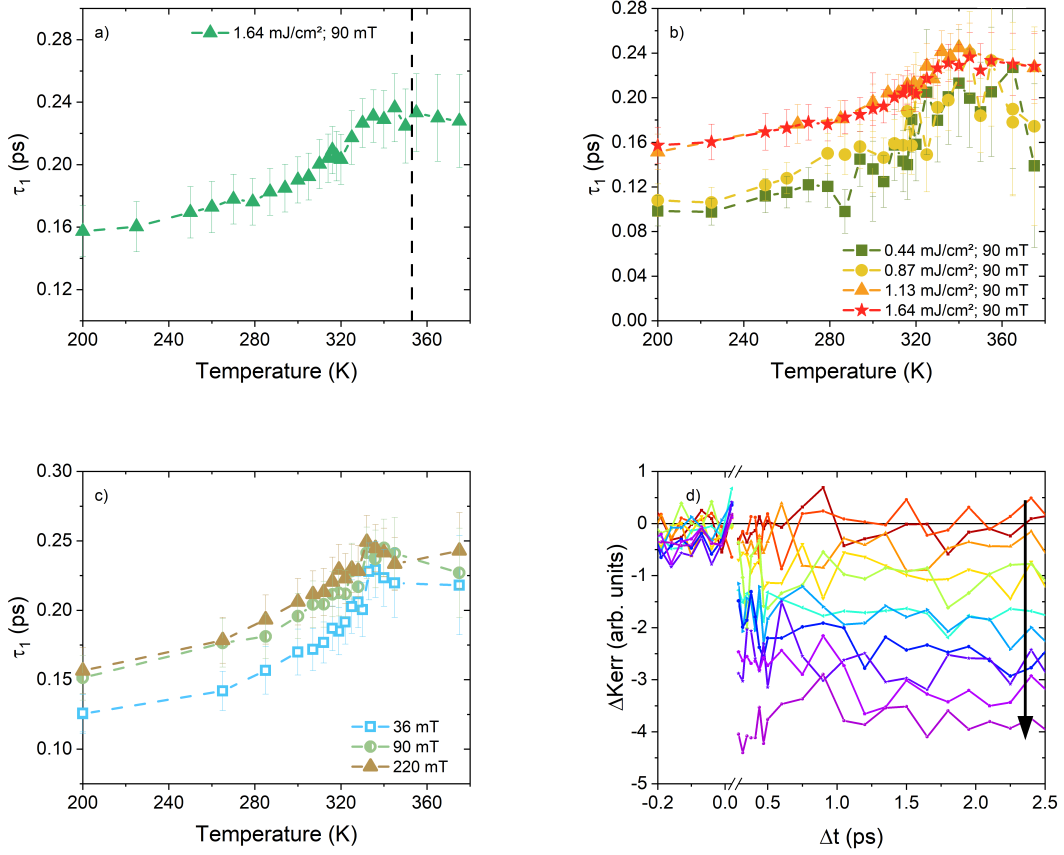 a)
1.64 mJ/cm²; 90 mT
τ₁ (ps)
0.28
0.24
0.20
0.16
0.12
200 240 280 320 360
Temperature (K)
b)
τ₁ (ps)
0.28
0.24
0.20
0.16
0.12
0.08
0.04
0.00
0.44 mJ/cm²; 90 mT
0.87 mJ/cm²; 90 mT
1.13 mJ/cm²; 90 mT
1.64 mJ/cm²; 90 mT
200 240 280 320 360
Temperature (K)
c)
τ₁ (ps)
0.30
0.25
0.20
0.15
0.10
36 mT
90 mT
220 mT
200 240 280 320 360
Temperature (K)
d)
ΔKerr (arb. units)
1
0
-1
-2
-3
-4
-5
-0.2 0.0 0.5 1.0 1.5 2.0 2.5
Δt (ps)